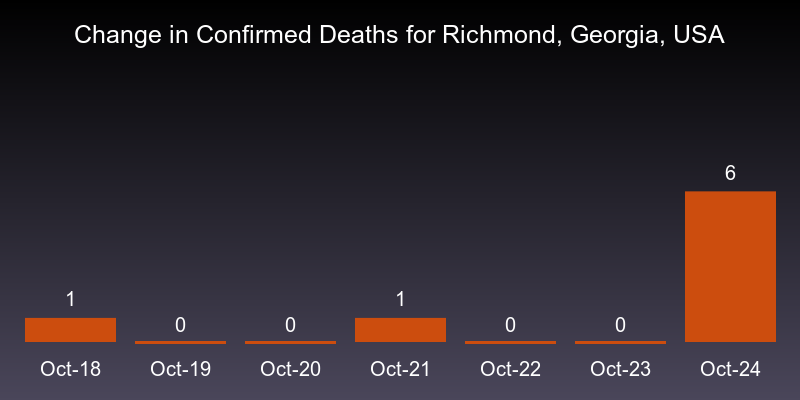 Change in Confirmed Deaths for Richmond, Georgia, USA
6
1 1
0 0 0 0
Oct-18 Oct-19 Oct-20 Oct-21 Oct-22 Oct-23 Oct-24